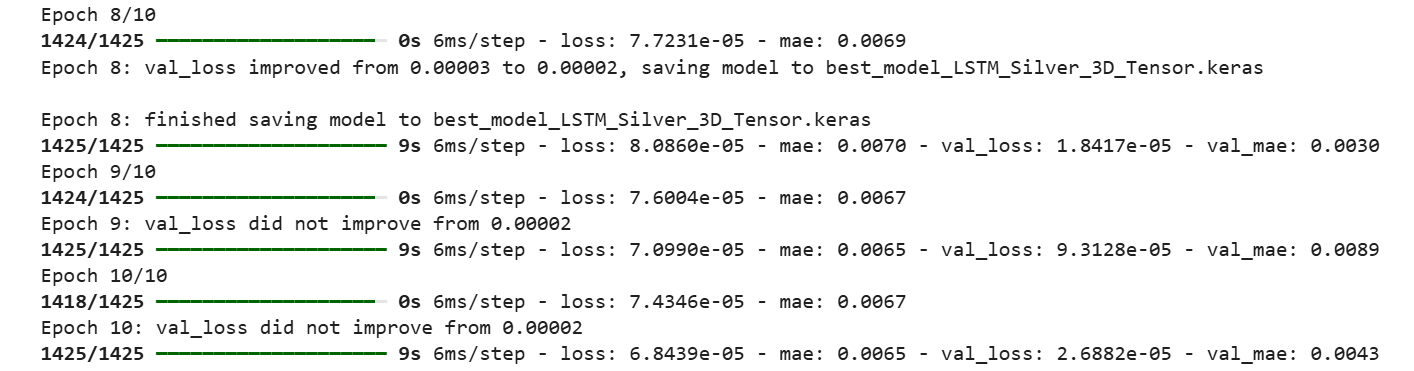 Epoch 8/10
1424/1425 ━━━━━━━━━━━━━━━━━━━━ 0s 6ms/step - loss: 7.7231e-05 - mae: 0.0069
Epoch 8: val_loss improved from 0.00003 to 0.00002, saving model to best_model_LSTM_Silver_3D_Tensor.keras
Epoch 8: finished saving model to best_model_LSTM_Silver_3D_Tensor.keras
1425/1425 ━━━━━━━━━━━━━━━━━━━━ 9s 6ms/step - loss: 8.0860e-05 - mae: 0.0070 - val_loss: 1.8417e-05 - val_mae: 0.0030
Epoch 9/10
1424/1425 ━━━━━━━━━━━━━━━━━━━━ 0s 6ms/step - loss: 7.6004e-05 - mae: 0.0067
Epoch 9: val_loss did not improve from 0.00002
1425/1425 ━━━━━━━━━━━━━━━━━━━━ 9s 6ms/step - loss: 7.0990e-05 - mae: 0.0065 - val_loss: 9.3128e-05 - val_mae: 0.0089
Epoch 10/10
1418/1425 ━━━━━━━━━━━━━━━━━━━━ 0s 6ms/step - loss: 7.4346e-05 - mae: 0.0067
Epoch 10: val_loss did not improve from 0.00002
1425/1425 ━━━━━━━━━━━━━━━━━━━━ 9s 6ms/step - loss: 6.8439e-05 - mae: 0.0065 - val_loss: 2.6882e-05 - val_mae: 0.0043